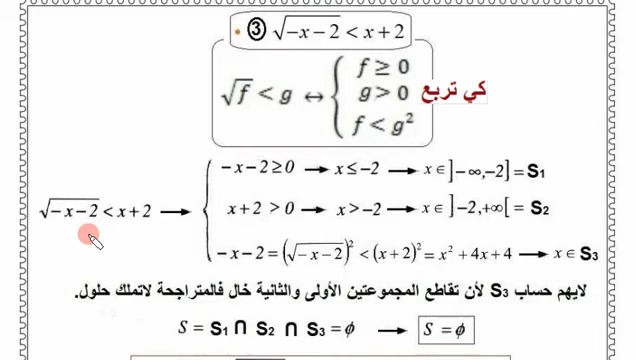 • ③ √(−x−2) < x+2
√f < g ↔ { f ≥ 0
g > 0
f < g²
كي تربع
√(−x−2) < x+2 → { −x−2 ≥ 0 → x ≤ −2 → x ∈ ]−∞,−2] = S₁
x+2 > 0 → x > −2 → x ∈ ]−2,+∞[ = S₂
−x−2 = (√(−x−2))² < (x+2)² = x²+4x+4 → x ∈ S₃
لايهم حساب S₃ لأن تقاطع المجموعتين الأولى والثانية خال فالمتراجحة لاتملك حلول.
S = S₁ ∩ S₂ ∩ S₃ = ϕ → S = ϕ